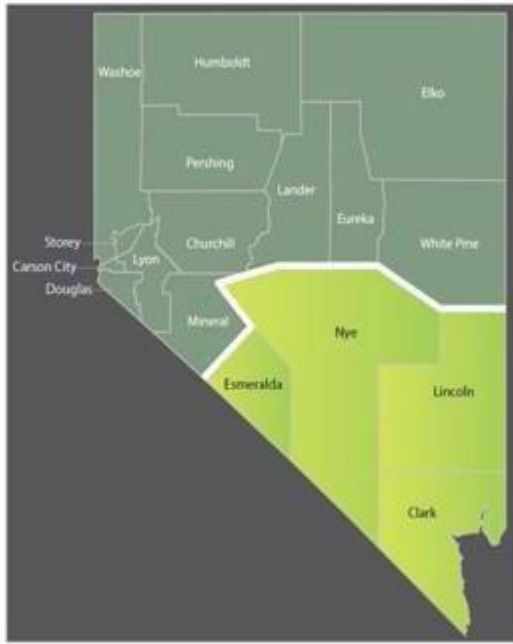 Washoe
Humboldt
Elko
Pershing
Lander
Eureka
White Pine
Storey
Churchill
Lyon
Carson City
Douglas
Mineral
Nye
Esmeralda
Lincoln
Clark